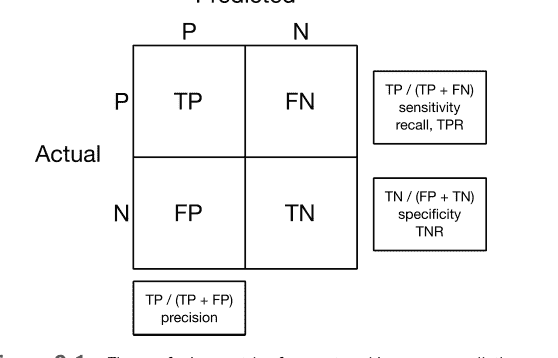 Predicted
P N
P TP FN
TP / (TP + FN)
sensitivity
recall, TPR
Actual
N FP TN
TN / (FP + TN)
specificity
TNR
TP / (TP + FP)
precision